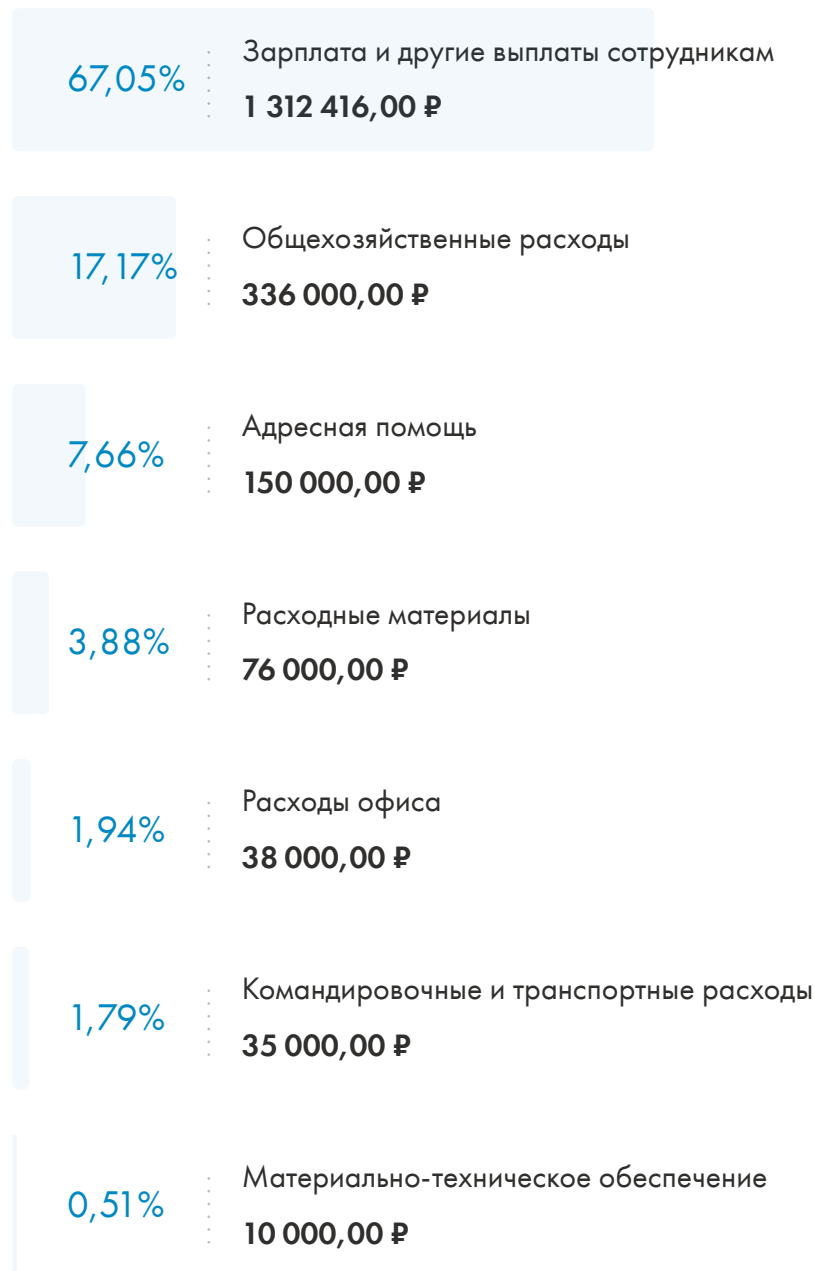 67,05%
Зарплата и другие выплаты сотрудникам
1 312 416,00 ₽
17,17%
Общехозяйственные расходы
336 000,00 ₽
7,66%
Адресная помощь
150 000,00 ₽
3,88%
Расходные материалы
76 000,00 ₽
1,94%
Расходы офиса
38 000,00 ₽
1,79%
Командировочные и транспортные расходы
35 000,00 ₽
0,51%
Материально-техническое обеспечение
10 000,00 ₽